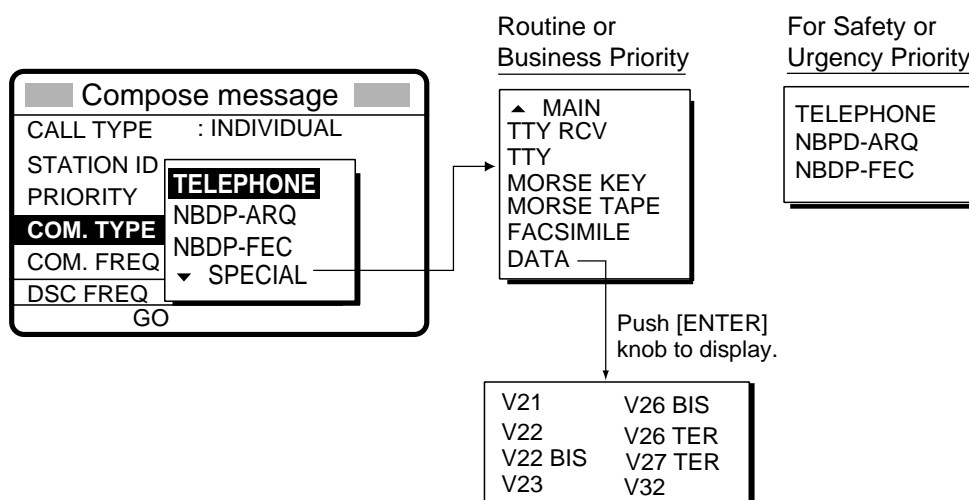 Compose message
CALL TYPE : INDIVIDUAL
STATION ID
PRIORITY
COM. TYPE
COM. FREQ
DSC FREQ
GO
TELEPHONE
NBDP-ARQ
NBDP-FEC
▼ SPECIAL
Routine or
Business Priority
▲ MAIN
TTY RCV
TTY
MORSE KEY
MORSE TAPE
FACSIMILE
DATA
Push [ENTER]
knob to display.
V21 V26 BIS
V22 V26 TER
V22 BIS V27 TER
V23 V32
For Safety or
Urgency Priority
TELEPHONE
NBPD-ARQ
NBDP-FEC